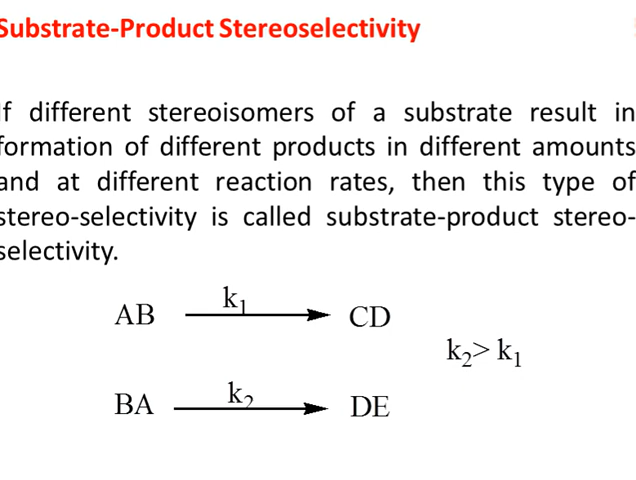 Substrate-Product Stereoselectivity
If different stereoisomers of a substrate result in
formation of different products in different amounts
and at different reaction rates, then this type of
stereo-selectivity is called substrate-product stereo-
selectivity.
AB k₁ CD
k₂> k₁
BA k₂ DE